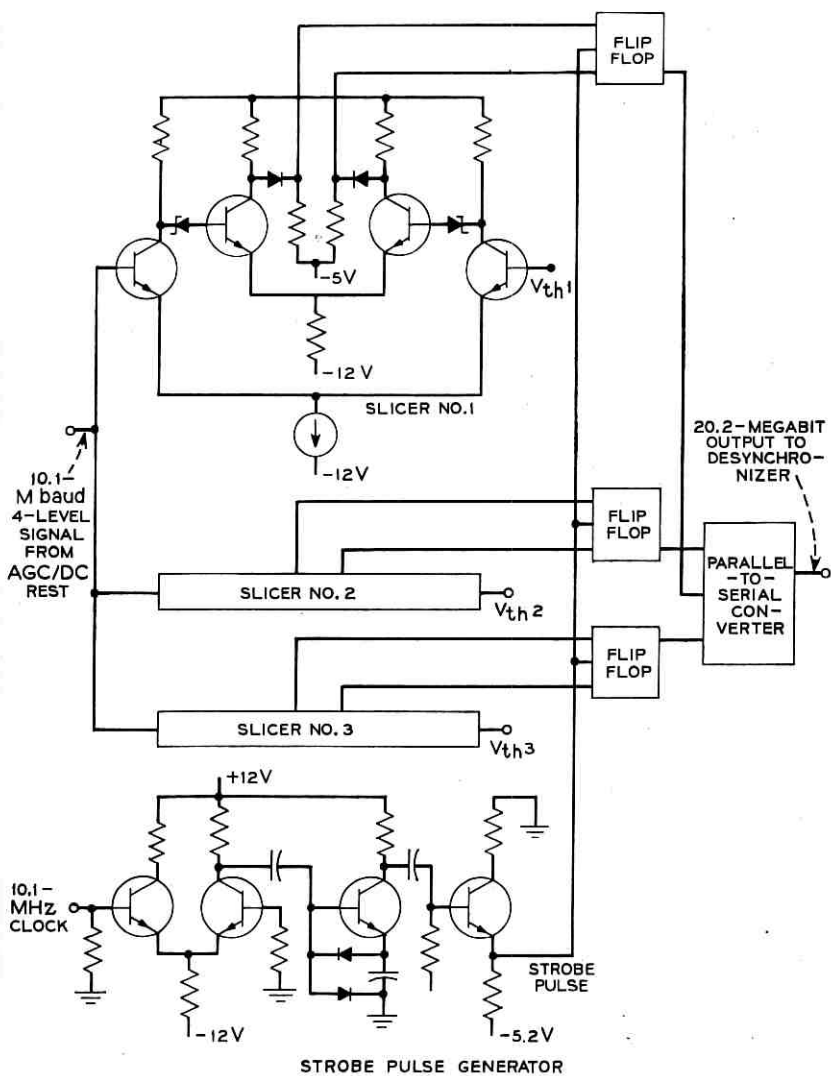 FLIP
FLOP
-5V
Vth1
-12V
SLICER NO.1
-12V
10.1-
M baud
4-LEVEL
SIGNAL
FROM
AGC/DC
REST
20.2-MEGABIT
OUTPUT TO
DESYNCHRO-
NIZER
FLIP
FLOP
SLICER NO. 2
Vth2
PARALLEL
-TO-
SERIAL
CON-
VERTER
FLIP
FLOP
SLICER NO. 3
Vth3
+12V
10.1-
MHz
CLOCK
STROBE
PULSE
-12V
-5.2V
STROBE PULSE GENERATOR